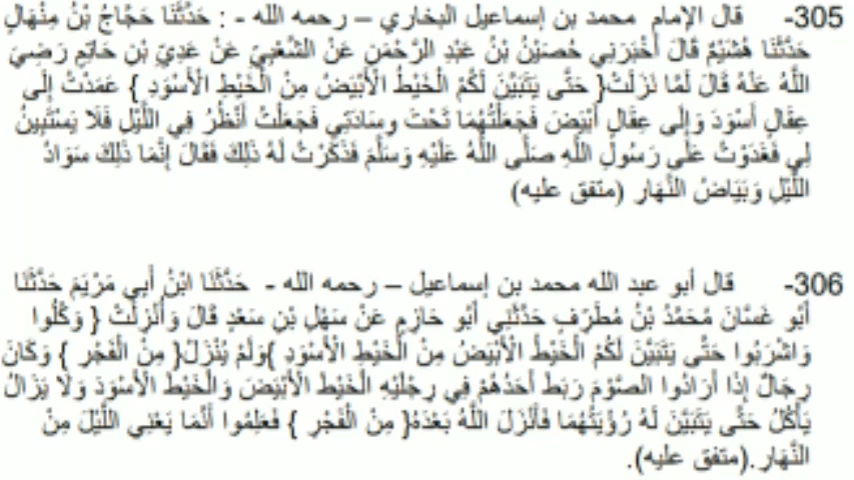 305- قال الإمام محمد بن إسماعيل البخاري – رحمه الله - : حَدَّثَنَا حَجَّاجُ بْنُ مِنْهَالٍ
حَدَّثَنَا هُشَيْمٌ قَالَ أَخْبَرَنِي حُصَيْنُ بْنُ عَبْدِ الرَّحْمَنِ عَنْ الشَّعْبِيِّ عَنْ عَدِيِّ بْنِ حَاتِمٍ رَضِيَ
اللَّهُ عَنْهُ قَالَ لَمَّا نَزَلَتْ{ حَتَّى يَتَبَيَّنَ لَكُمْ الْخَيْطُ الْأَبْيَضُ مِنْ الْخَيْطِ الْأَسْوَدِ } عَمَدْتُ إِلَى
عِقَالٍ أَسْوَدَ وَإِلَى عِقَالٍ أَبْيَضَ فَجَعَلْتُهُمَا تَحْتَ وِسَادَتِي فَجَعَلْتُ أَنْظُرُ فِي اللَّيْلِ فَلَا يَسْتَبِينُ
لِي فَغَدَوْتُ عَلَى رَسُولِ اللَّهِ صَلَّى اللَّهُ عَلَيْهِ وَسَلَّمَ فَذَكَرْتُ لَهُ ذَلِكَ فَقَالَ إِنَّمَا ذَلِكَ سَوَادُ
اللَّيْلِ وَبَيَاضُ النَّهَارِ (متفق عليه)
306- قال أبو عبد الله محمد بن إسماعيل – رحمه الله - حَدَّثَنَا ابْنُ أَبِي مَرْيَمَ حَدَّثَنَا
أَبُو غَسَّانَ مُحَمَّدُ بْنُ مُطَرِّفٍ حَدَّثَنِي أَبُو حَازِمٍ عَنْ سَهْلِ بْنِ سَعْدٍ قَالَ وَأُنْزِلَتْ { وَكُلُوا
وَاشْرَبُوا حَتَّى يَتَبَيَّنَ لَكُمْ الْخَيْطُ الْأَبْيَضُ مِنْ الْخَيْطِ الْأَسْوَدِ }وَلَمْ يُنْزَلْ{ مِنْ الْفَجْرِ } وَكَانَ
رِجَالٌ إِذَا أَرَادُوا الصَّوْمَ رَبَطَ أَحَدُهُمْ فِي رِجْلَيْهِ الْخَيْطَ الْأَبْيَضَ وَالْخَيْطَ الْأَسْوَدَ وَلَا يَزَالُ
يَأْكُلُ حَتَّى يَتَبَيَّنَ لَهُ رُؤْيَتُهُمَا فَأَنْزَلَ اللَّهُ بَعْدَهُ{ مِنْ الْفَجْرِ } فَعَلِمُوا أَنَّمَا يَعْنِي اللَّيْلَ مِنْ
النَّهَارِ.(متفق عليه).